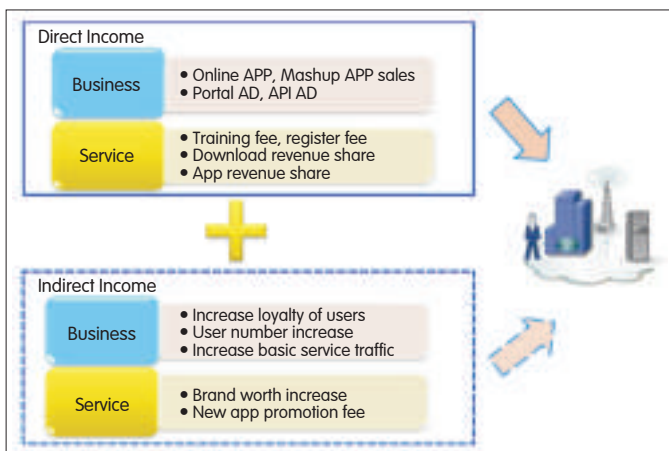 Direct Income
Business
• Online APP, Mashup APP sales
• Portal AD, API AD
Service
• Training fee, register fee
• Download revenue share
• App revenue share
Indirect Income
Business
• Increase loyalty of users
• User number increase
• Increase basic service traffic
Service
• Brand worth increase
• New app promotion fee